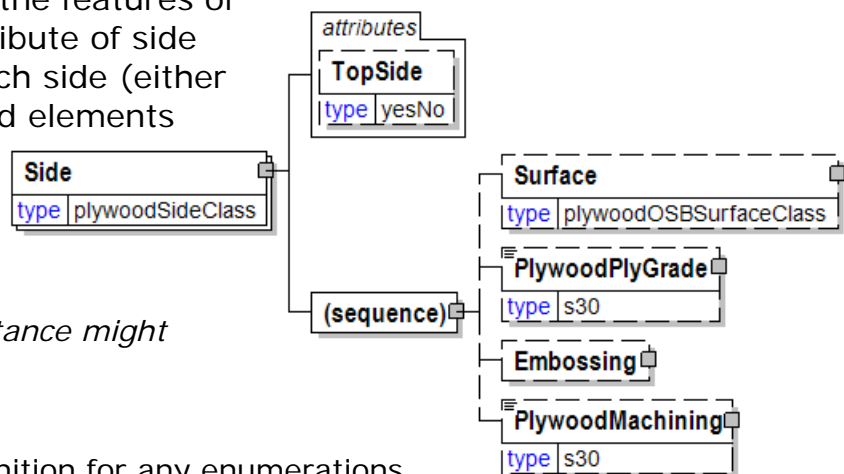 the features of
ribute of side
ch side (either
d elements
attributes
TopSide
type yesNo
Side
type plywoodSideClass
Surface
type plywoodOSBSurfaceClass
PlywoodPlyGrade
type s30
(sequence)
tance might
Embossing
PlywoodMachining
type s30
nition for any enumerations